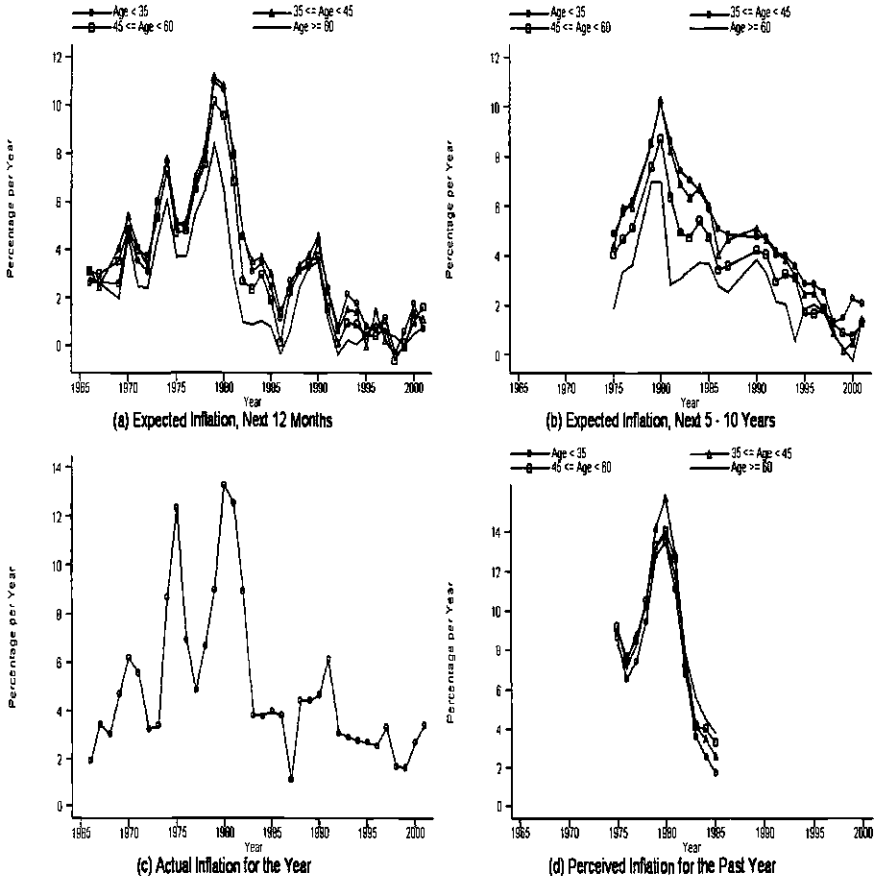 Age < 35
35 <= Age < 45
45 <= Age < 60
Age >= 60
12
10
8
6
4
2
0
Percentage per Year
1965 1970 1975 1980 1985 1990 1995 2000
Year
(a) Expected Inflation, Next 12 Months
Age < 35
35 <= Age < 45
45 <= Age < 60
Age >= 60
10
8
6
4
2
0
Percentage per Year
1965 1970 1975 1980 1985 1990 1995 2000
Year
(b) Expected Inflation, Next 5 - 10 Years
14
12
10
8
6
4
2
0
Percentage per Year
1965 1970 1975 1980 1985 1990 1995 2000
Year
(c) Actual Inflation for the Year
Age < 35
35 <= Age < 45
45 <= Age < 60
Age >= 60
14
12
10
8
6
4
2
0
Percentage per Year
1965 1970 1975 1980 1985 1990 1995 2000
Year
(d) Perceived Inflation for the Past Year